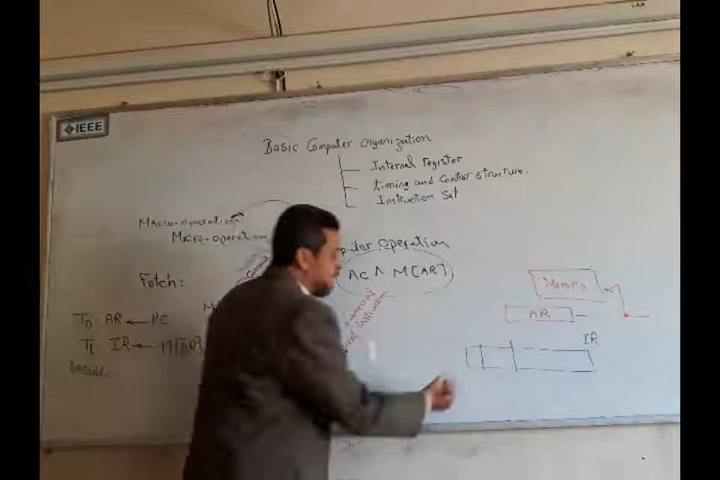 IEEE
Basic Computer Organization
Internal register
timing and Control structure.
Instruction Set
MAcro-operation
Micro-operation
Computer Operation
AC ∧ M[AR]
Fetch:
T0 AR ← PC
T1 IR ← M[AR]
Decode:
Memory
AR
IR